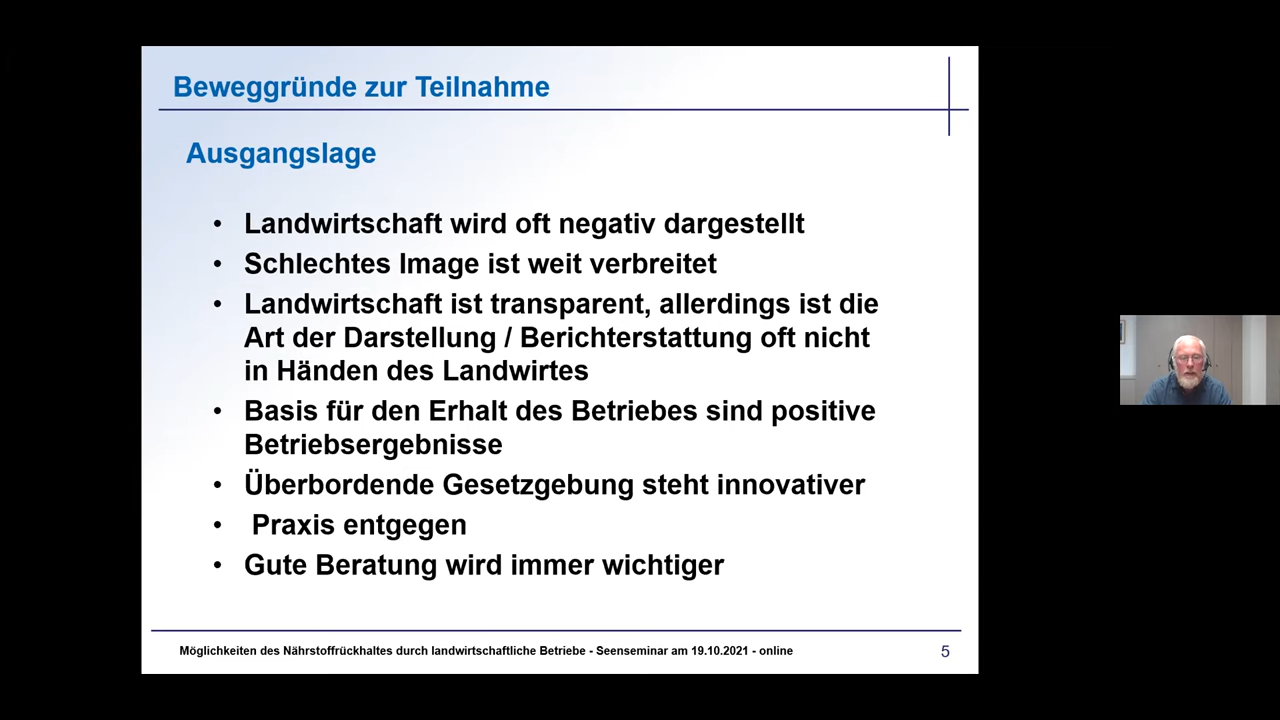 Beweggründe zur Teilnahme
Ausgangslage
• Landwirtschaft wird oft negativ dargestellt
• Schlechtes Image ist weit verbreitet
• Landwirtschaft ist transparent, allerdings ist die
Art der Darstellung / Berichterstattung oft nicht
in Händen des Landwirtes
• Basis für den Erhalt des Betriebes sind positive
Betriebsergebnisse
• Überbordende Gesetzgebung steht innovativer
• Praxis entgegen
• Gute Beratung wird immer wichtiger
Möglichkeiten des Nährstoffrückhaltes durch landwirtschaftliche Betriebe - Seenseminar am 19.10.2021 - online
5